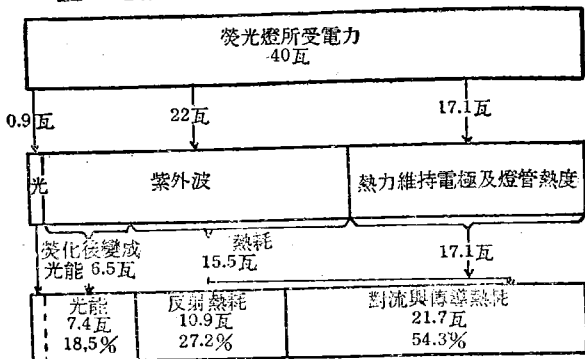 熒光燈所受電力
40瓦
0.9瓦
22瓦
17.1瓦
光
紫外波
熱力維持電極及燈管熱度
熒化後變成
光能 6.5瓦
熱耗
15.5瓦
17.1瓦
光能
7.4瓦
18,5%
反射熱耗
10.9瓦
27.2%
對流與傳導熱耗
21.7瓦
54.3%